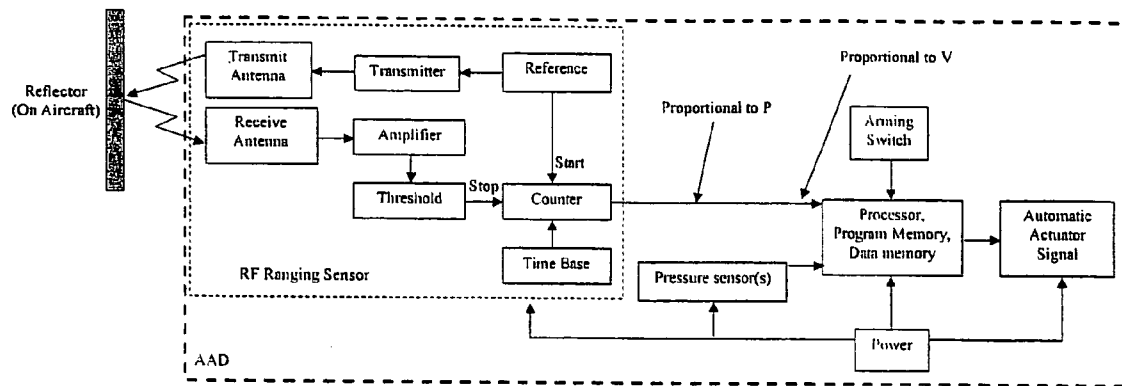 Reflector
(On Aircraft)
Transmit
Antenna
Transmitter
Reference
Receive
Antenna
Amplifier
Start
Threshold
Stop
Counter
Time Base
RF Ranging Sensor
Proportional to P
Proportional to V
Arming
Switch
Processor,
Program Memory,
Data memory
Automatic
Actuator
Signal
Pressure sensor(s)
Power
AAD